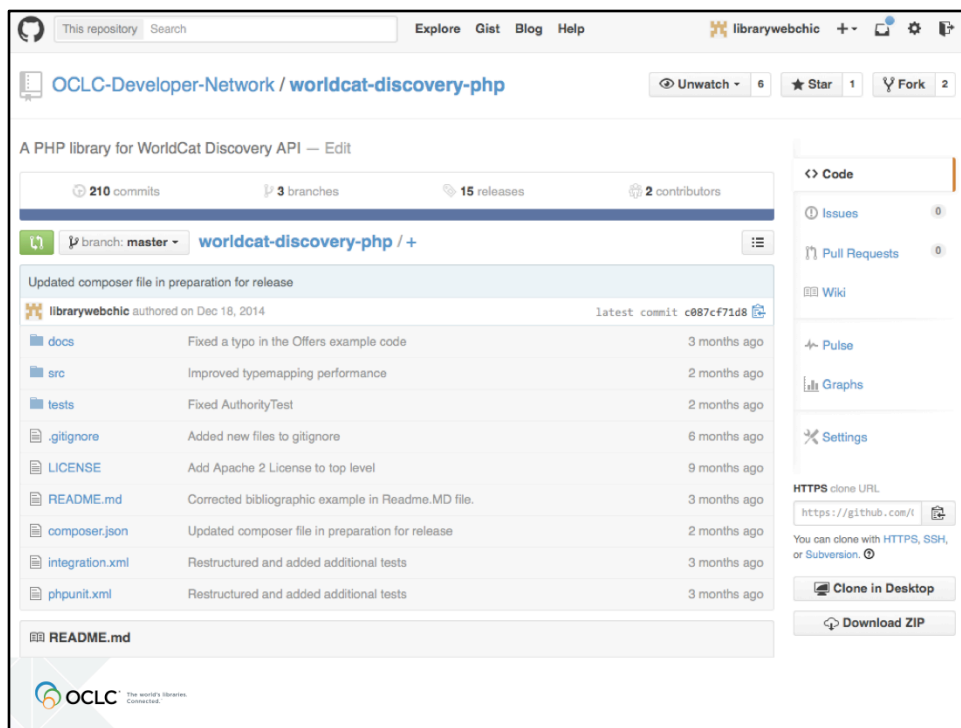 This repository Search Explore Gist Blog Help librarywebchic
OCLC-Developer-Network / worldcat-discovery-php Unwatch 6 Star 1 Fork 2
A PHP library for WorldCat Discovery API — Edit
210 commits 3 branches 15 releases 2 contributors
branch: master worldcat-discovery-php / +
Updated composer file in preparation for release
librarywebchic authored on Dec 18, 2014 latest commit c087cf71d8
docs Fixed a typo in the Offers example code 3 months ago
src Improved typemapping performance 2 months ago
tests Fixed AuthorityTest 2 months ago
.gitignore Added new files to gitignore 6 months ago
LICENSE Add Apache 2 License to top level 9 months ago
README.md Corrected bibliographic example in Readme.MD file. 3 months ago
composer.json Updated composer file in preparation for release 2 months ago
integration.xml Restructured and added additional tests 3 months ago
phpunit.xml Restructured and added additional tests 3 months ago
README.md
Code
Issues 0
Pull Requests 0
Wiki
Pulse
Graphs
Settings
HTTPS clone URL
https://github.com/
You can clone with HTTPS, SSH,
or Subversion.
Clone in Desktop
Download ZIP
OCLC The world's libraries.
Connected.